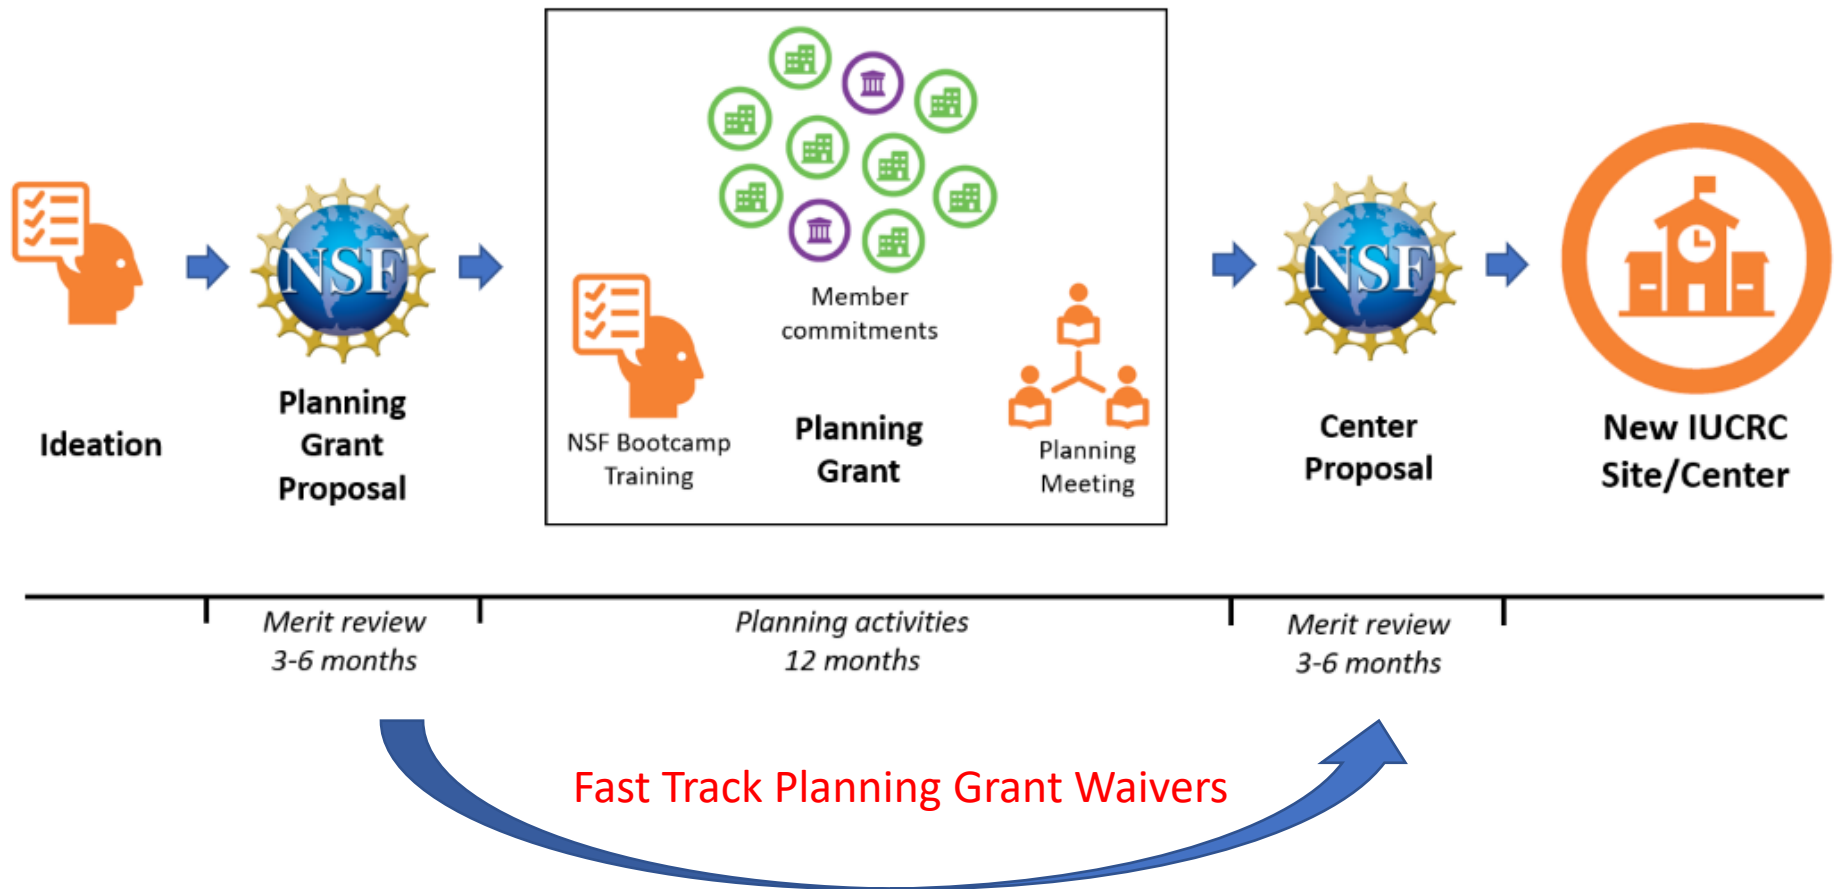 Ideation
NSF
Planning
Grant
Proposal
Member
commitments
NSF Bootcamp
Training
Planning
Grant
Planning
Meeting
NSF
Center
Proposal
New IUCRC
Site/Center
Merit review
3-6 months
Planning activities
12 months
Merit review
3-6 months
Fast Track Planning Grant Waivers